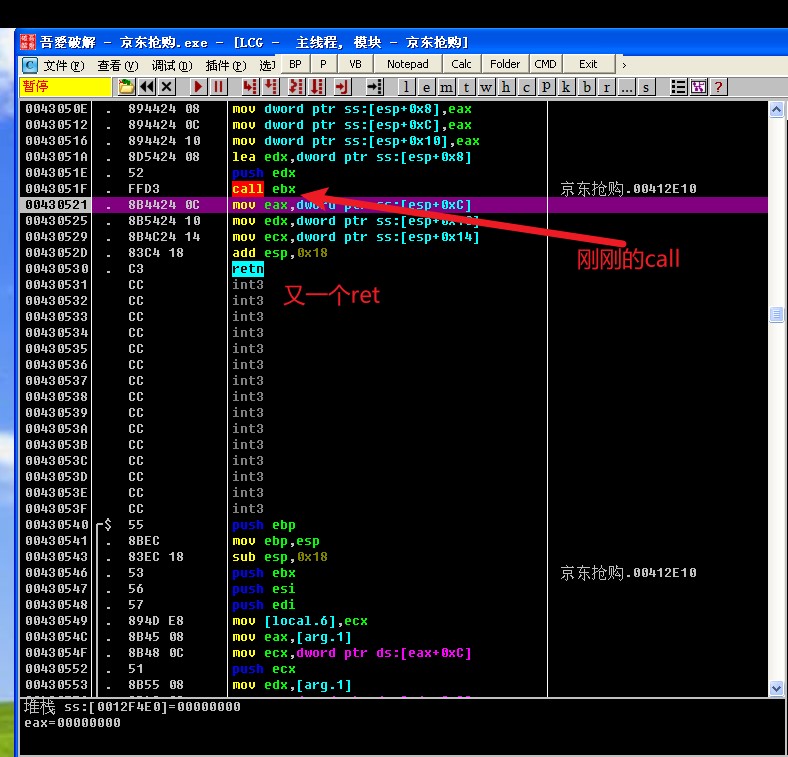 吾爱破解 - 京东抢购.exe - [LCG - 主线程, 模块 - 京东抢购]
C 文件(F) 查看(V) 调试(D) 插件(P) 选J BP P VB Notepad Calc Folder CMD Exit
暂停 l e m t w h c p k b r ... s ?
0043050E . 894424 08 mov dword ptr ss:[esp+0x8],eax
00430512 . 894424 0C mov dword ptr ss:[esp+0xC],eax
00430516 . 894424 10 mov dword ptr ss:[esp+0x10],eax
0043051A . 8D5424 08 lea edx,dword ptr ss:[esp+0x8]
0043051E . 52 push edx
0043051F . FFD3 call ebx 京东抢购.00412E10
00430521 . 8B4424 0C mov eax,dword ptr ss:[esp+0xC]
00430525 . 8B5424 10 mov edx,dword ptr ss:[esp+0x10]
00430529 . 8B4C24 14 mov ecx,dword ptr ss:[esp+0x14]
刚刚的call
0043052D . 83C4 18 add esp,0x18
00430530 . C3 retn
00430531 CC int3
又一个ret
00430532 CC int3
00430533 CC int3
00430534 CC int3
00430535 CC int3
00430536 CC int3
00430537 CC int3
00430538 CC int3
00430539 CC int3
0043053A CC int3
0043053B CC int3
0043053C CC int3
0043053D CC int3
0043053E CC int3
0043053F CC int3
00430540 $ 55 push ebp
00430541 . 8BEC mov ebp,esp
00430543 . 83EC 18 sub esp,0x18
00430546 . 53 push ebx 京东抢购.00412E10
00430547 . 56 push esi
00430548 . 57 push edi
00430549 . 894D E8 mov [local.6],ecx
0043054C . 8B45 08 mov eax,[arg.1]
0043054F . 8B48 0C mov ecx,dword ptr ds:[eax+0xC]
00430552 . 51 push ecx
00430553 . 8B55 08 mov edx,[arg.1]
堆栈 ss:[0012F4E0]=00000000
eax=00000000